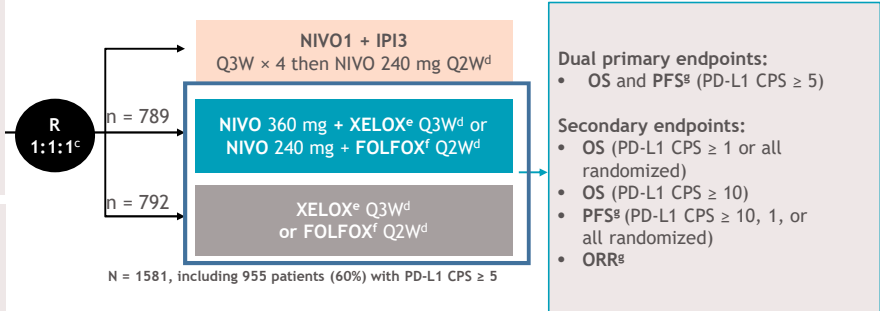 NIVO1 + IPI3
Q3W × 4 then NIVO 240 mg Q2Wᵈ
R
1:1:1ᶜ
n = 789
NIVO 360 mg + XELOXᵉ Q3Wᵈ or
NIVO 240 mg + FOLFOXᶠ Q2Wᵈ
n = 792
XELOXᵉ Q3Wᵈ
or FOLFOXᶠ Q2Wᵈ
N = 1581, including 955 patients (60%) with PD-L1 CPS ≥ 5
Dual primary endpoints:
• OS and PFSᵍ (PD-L1 CPS ≥ 5)
Secondary endpoints:
• OS (PD-L1 CPS ≥ 1 or all
randomized)
• OS (PD-L1 CPS ≥ 10)
• PFSᵍ (PD-L1 CPS ≥ 10, 1, or
all randomized)
• ORRᵍ